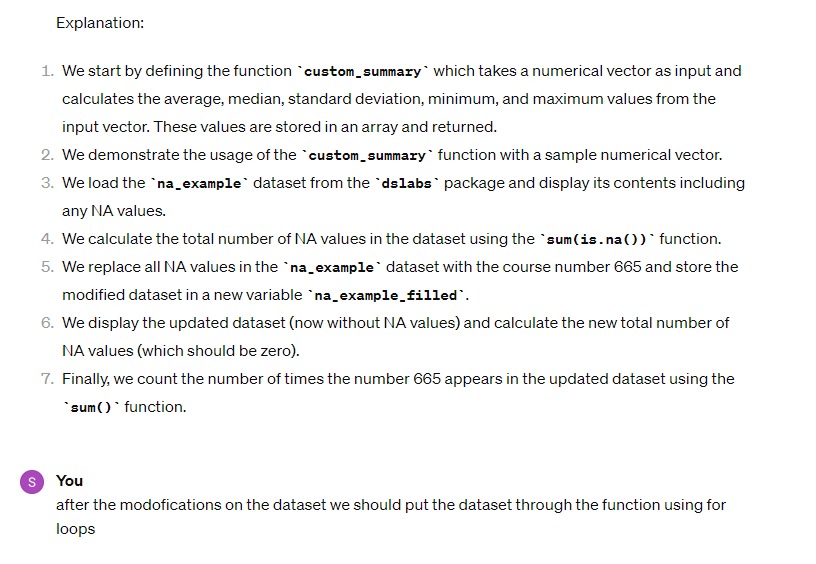 Explanation:
1. We start by defining the function `custom_summary` which takes a numerical vector as input and
calculates the average, median, standard deviation, minimum, and maximum values from the
input vector. These values are stored in an array and returned.
2. We demonstrate the usage of the `custom_summary` function with a sample numerical vector.
3. We load the `na_example` dataset from the `dslabs` package and display its contents including
any NA values.
4. We calculate the total number of NA values in the dataset using the `sum(is.na())` function.
5. We replace all NA values in the `na_example` dataset with the course number 665 and store the
modified dataset in a new variable `na_example_filled`.
6. We display the updated dataset (now without NA values) and calculate the new total number of
NA values (which should be zero).
7. Finally, we count the number of times the number 665 appears in the updated dataset using the
`sum()` function.
S You
after the modofications on the dataset we should put the dataset through the function using for
loops